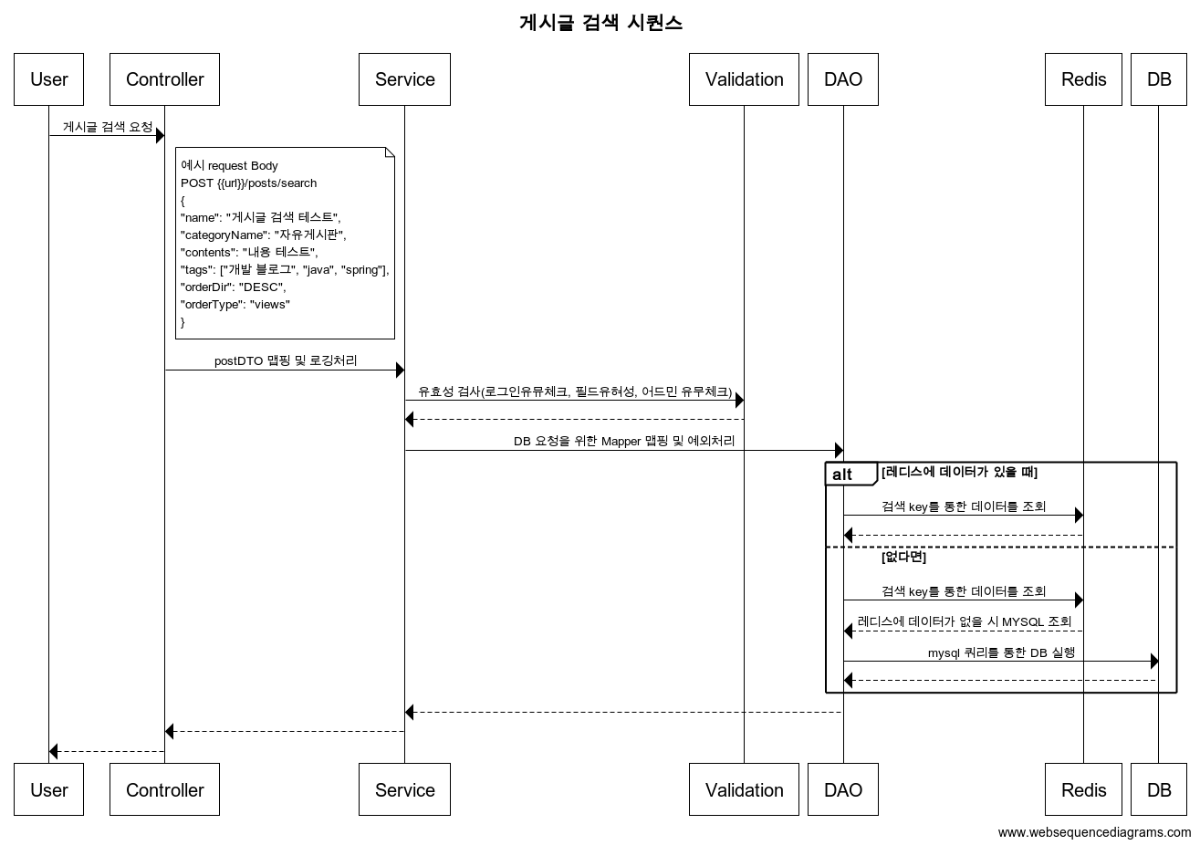 게시글 검색 시퀀스
User Controller Service Validation DAO Redis DB
게시글 검색 요청
예시 request Body
POST {{url}}/posts/search
{
"name": "게시글 검색 테스트",
"categoryName": "자유게시판",
"contents": "내용 테스트",
"tags": ["개발 블로그", "java", "spring"],
"orderDir": "DESC",
"orderType": "views"
}
postDTO 맵핑 및 로깅처리
유효성 검사(로그인유뮤체크, 필드유혀성, 어드민 유무체크)
DB 요청을 위한 Mapper 맵핑 및 예외처리
alt [레디스에 데이터가 있을 때]
검색 key를 통한 데이터를 조회
[없다면]
검색 key를 통한 데이터를 조회
레디스에 데이터가 없을 시 MYSQL 조회
mysql 쿼리를 통한 DB 실행
User Controller Service Validation DAO Redis DB
www.websequencediagrams.com